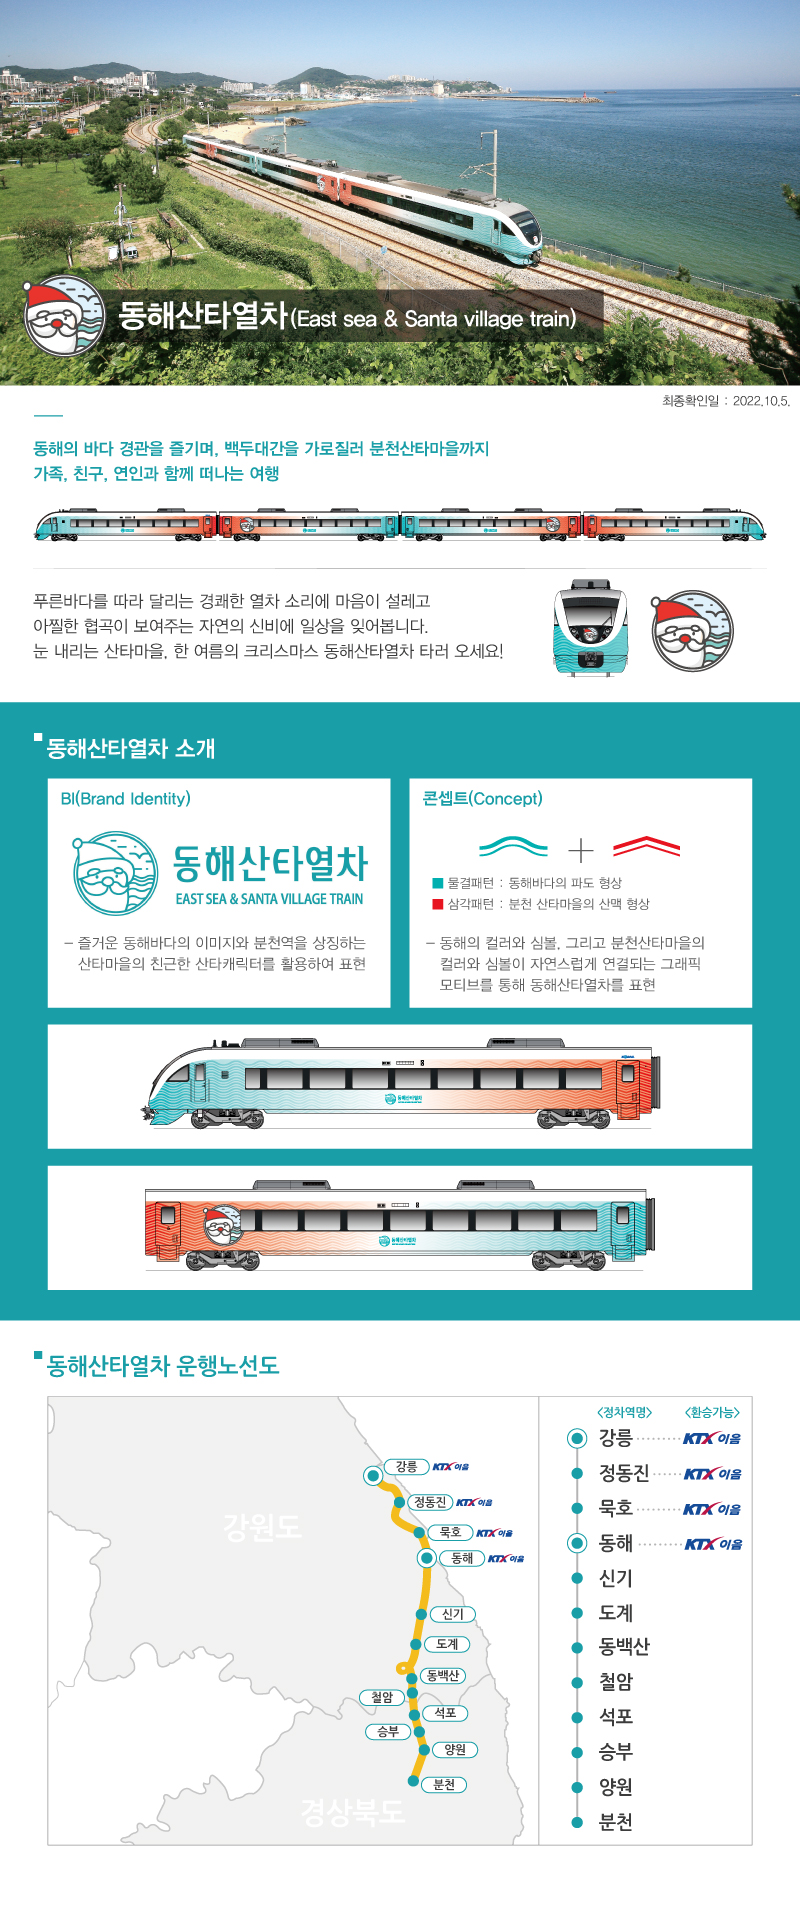 동해산타열차(East sea & Santa village train)
최종확인일 : 2022.10.5.
동해의 바다 경관을 즐기며, 백두대간을 가로질러 분천산타마을까지
가족, 친구, 연인과 함께 떠나는 여행
푸른바다를 따라 달리는 경쾌한 열차 소리에 마음이 설레고
아찔한 협곡이 보여주는 자연의 신비에 일상을 잊어봅니다.
눈 내리는 산타마을, 한 여름의 크리스마스 동해산타열차 타러 오세요!
동해산타열차 소개
BI(Brand Identity)
동해산타열차
EAST SEA & SANTA VILLAGE TRAIN
- 즐거운 동해바다의 이미지와 분천역을 상징하는
산타마을의 친근한 산타캐릭터를 활용하여 표현
콘셉트(Concept)
물결패턴 : 동해바다의 파도 형상
삼각패턴 : 분천 산타마을의 산맥 형상
- 동해의 컬러와 심볼, 그리고 분천산타마을의
컬러와 심볼이 자연스럽게 연결되는 그래픽
모티브를 통해 동해산타열차를 표현
동해산타열차
동해산타열차
동해산타열차 운행노선도
강원도
경상북도
강릉 KTX 이음
정동진 KTX 이음
묵호 KTX 이음
동해 KTX 이음
신기
도계
동백산
철암
석포
승부
양원
분천
<정차역명> <환승가능>
강릉 KTX 이음
정동진 KTX 이음
묵호 KTX 이음
동해 KTX 이음
신기
도계
동백산
철암
석포
승부
양원
분천